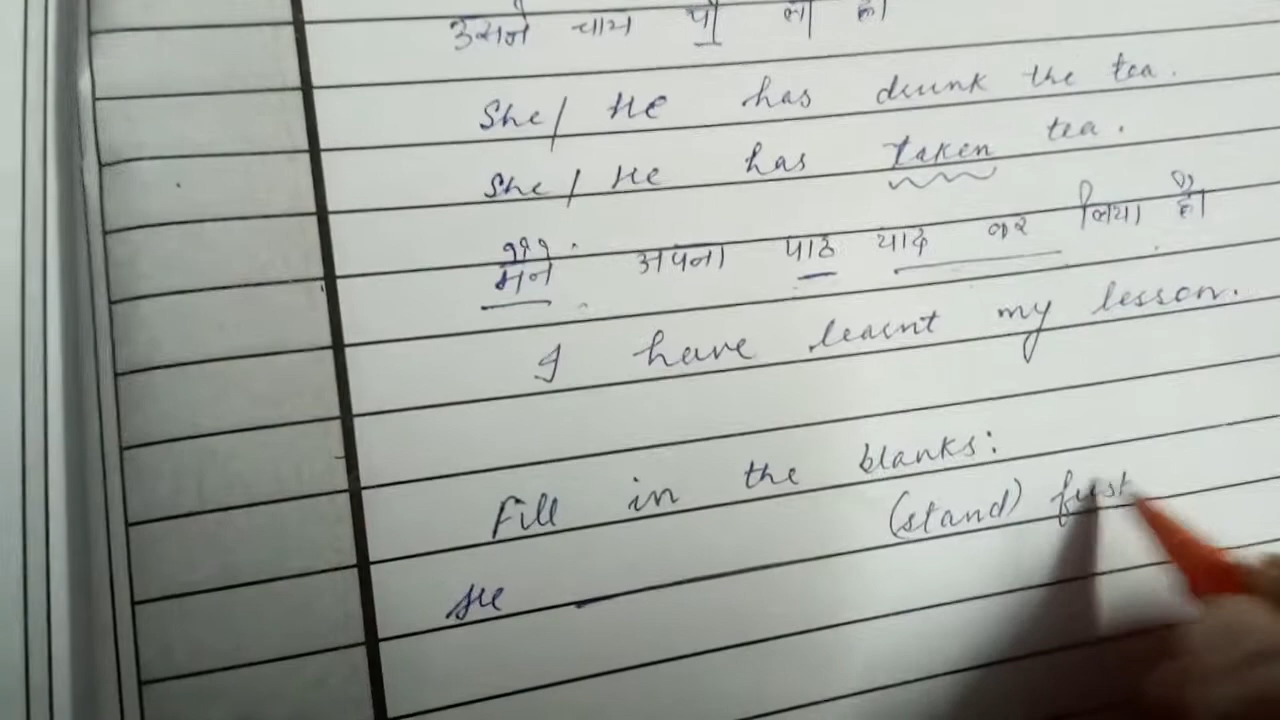 उसने चाय पी ली है।
She/ He has drunk the tea.
She/ He has taken tea.
मैंने अपना पाठ याद कर लिया है।
I have learnt my lesson.
Fill in the blanks:
He — (stand) first